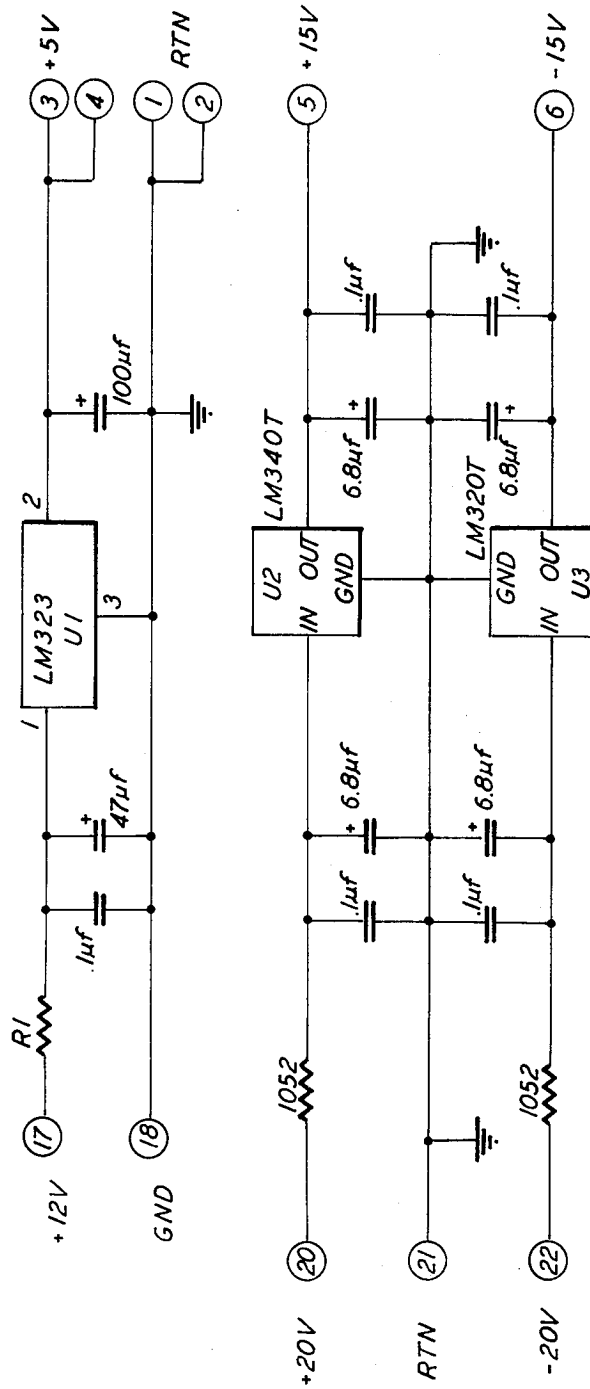 +12V
17
R1
.1µf
47µf
+
1
LM323
U1
2
3
100µf
+
3
+5V
4
GND
18
1
RTN
2
+20V
20
1052
.1µf
+
6.8µf
U2
IN OUT
GND
LM340T
6.8µf
+
.1µf
5
+15V
RTN
21
-20V
22
1052
.1µf
+
6.8µf
GND
IN OUT
U3
LM320T
6.8µf
+
.1µf
6
-15V